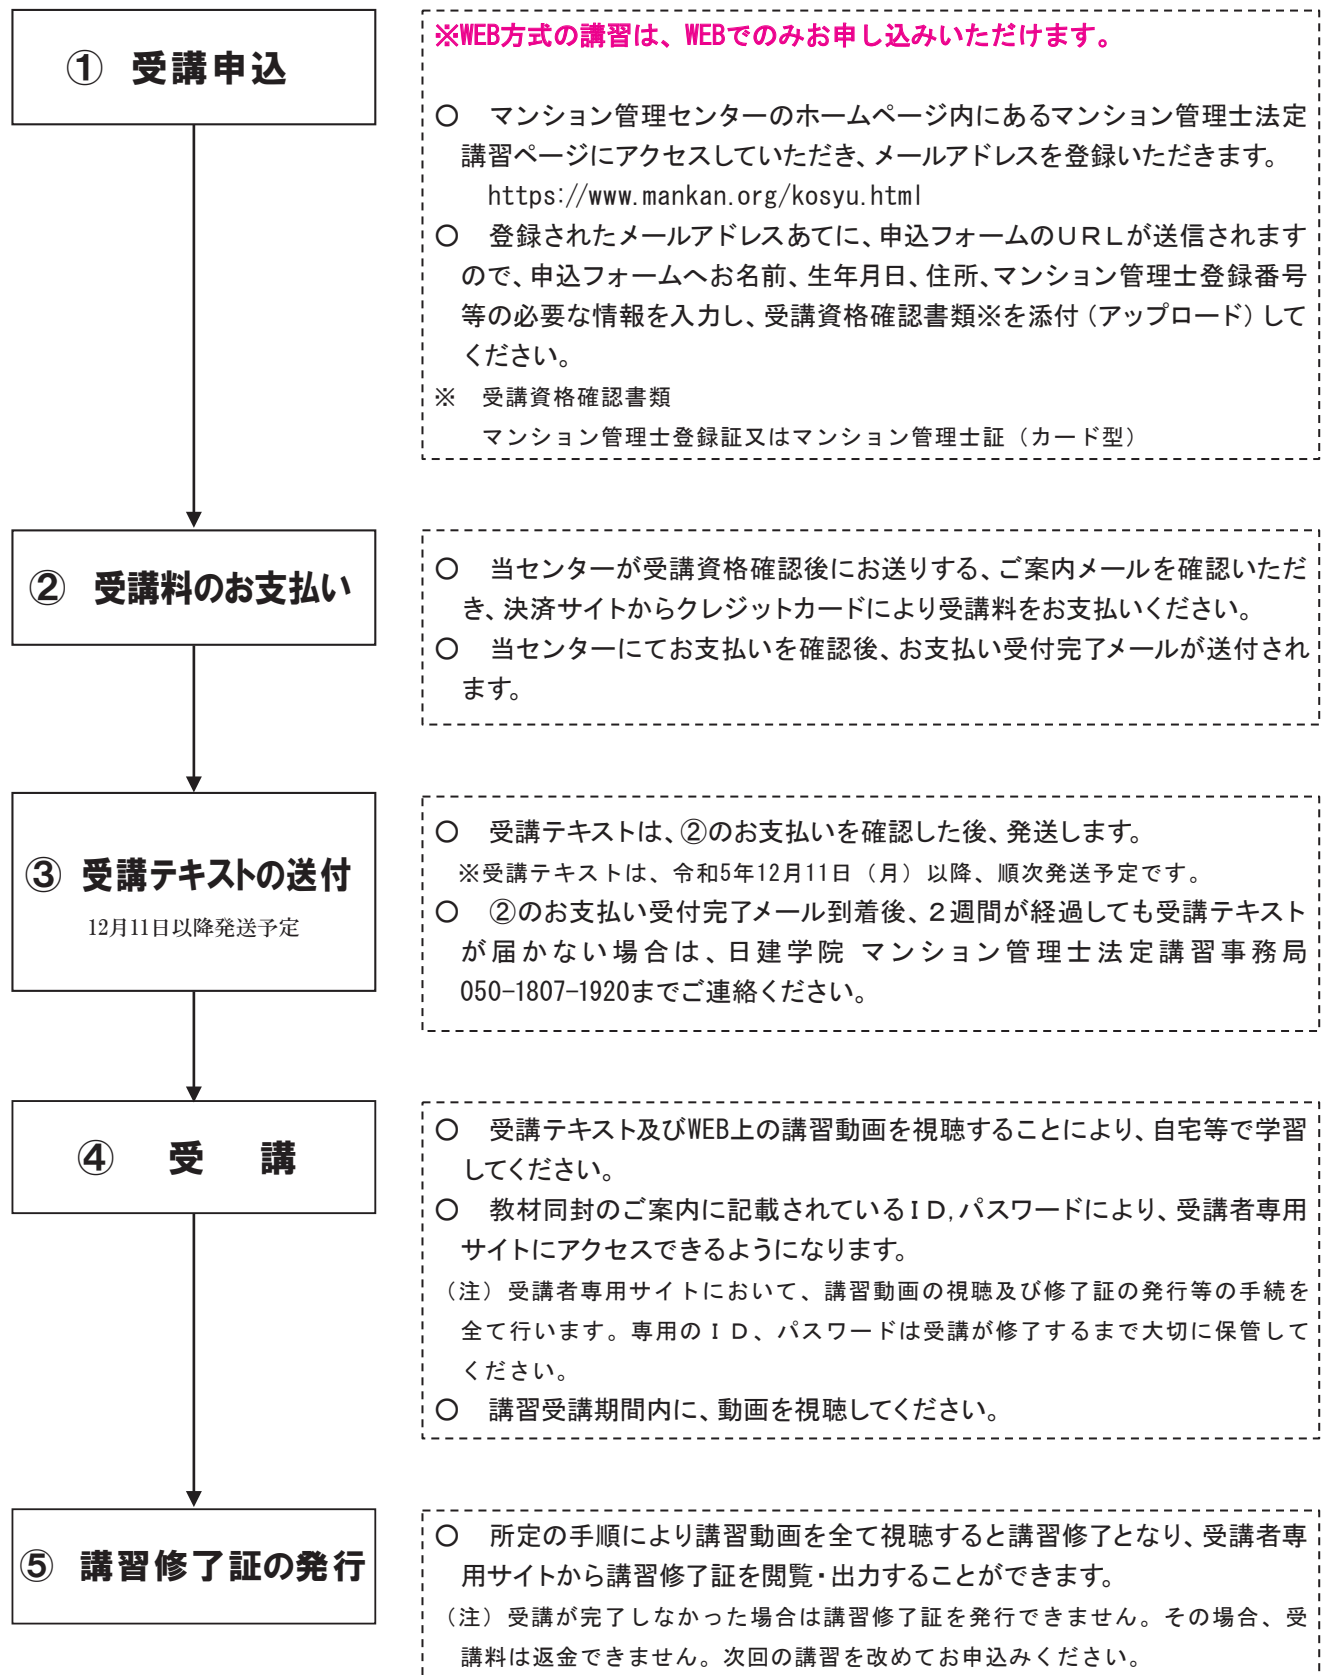 ① 受講申込
※WEB方式の講習は、WEBでのみお申し込みいただけます。
○ マンション管理センターのホームページ内にあるマンション管理士法定
講習ページにアクセスしていただき、メールアドレスを登録いただきます。
https://www.mankan.org/kosyu.html
○ 登録されたメールアドレスあてに、申込フォームのＵＲＬが送信されます
ので、申込フォームへお名前、生年月日、住所、マンション管理士登録番号
等の必要な情報を入力し、受講資格確認書類※を添付（アップロード）して
ください。
※ 受講資格確認書類
マンション管理士登録証又はマンション管理士証（カード型）
② 受講料のお支払い
○ 当センターが受講資格確認後にお送りする、ご案内メールを確認いただ
き、決済サイトからクレジットカードにより受講料をお支払いください。
○ 当センターにてお支払いを確認後、お支払い受付完了メールが送付され
ます。
③ 受講テキストの送付
12月11日以降発送予定
○ 受講テキストは、②のお支払いを確認した後、発送します。
※受講テキストは、令和5年12月11日（月）以降、順次発送予定です。
○ ②のお支払い受付完了メール到着後、２週間が経過しても受講テキスト
が届かない場合は、日建学院 マンション管理士法定講習事務局
050-1807-1920までご連絡ください。
④ 受 講
○ 受講テキスト及びWEB上の講習動画を視聴することにより、自宅等で学習
してください。
○ 教材同封のご案内に記載されているＩＤ,パスワードにより、受講者専用
サイトにアクセスできるようになります。
（注）受講者専用サイトにおいて、講習動画の視聴及び修了証の発行等の手続を
全て行います。専用のＩＤ、パスワードは受講が修了するまで大切に保管して
ください。
○ 講習受講期間内に、動画を視聴してください。
⑤ 講習修了証の発行
○ 所定の手順により講習動画を全て視聴すると講習修了となり、受講者専
用サイトから講習修了証を閲覧・出力することができます。
（注）受講が完了しなかった場合は講習修了証を発行できません。その場合、受
講料は返金できません。次回の講習を改めてお申込みください。